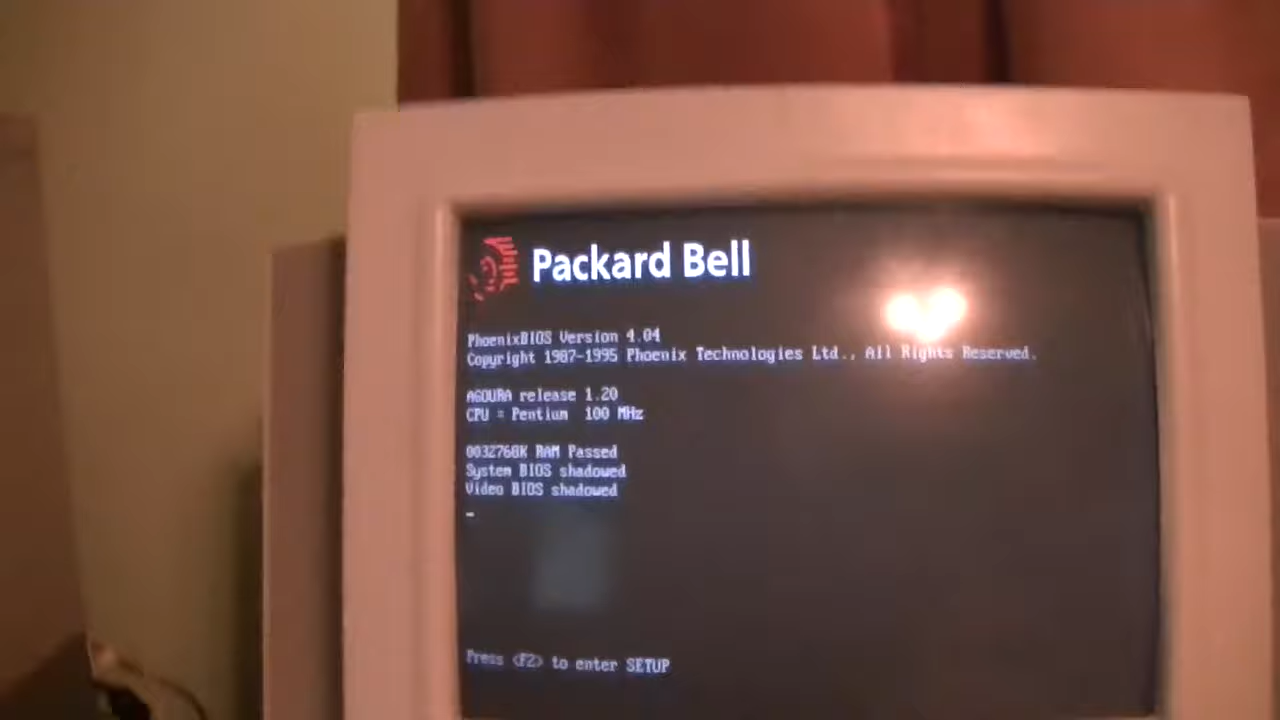 Packard Bell
PhoenixBIOS Version 4.04
Copyright 1987-1995 Phoenix Technologies Ltd., All Rights Reserved.
AGOURA release 1.20
CPU = Pentium 100 MHz
0032768K RAM Passed
System BIOS shadowed
Video BIOS shadowed
Press <F2> to enter SETUP